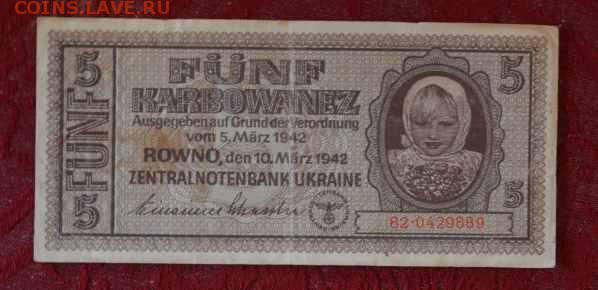 COINS.LAVE.RU
5
FÜNF
5
FÜNF
KARBOWANEZ
Ausgegeben auf Grund der Verordnung
vom 5. März 1942
ROWNO, den 10. März 1942
ZENTRALNOTENBANK UKRAINE
5
5
82·0429889